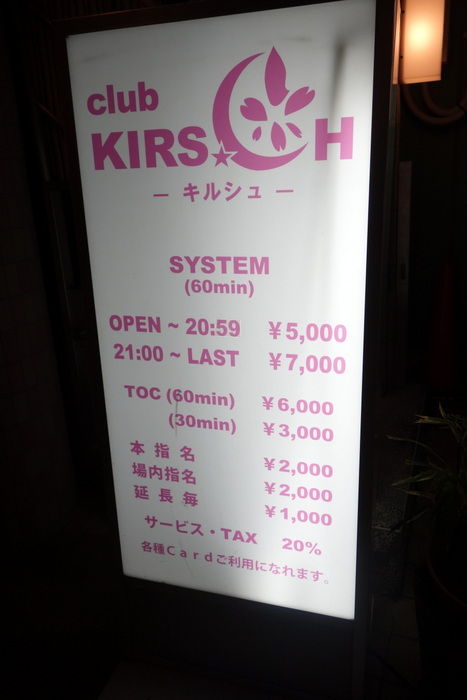 club
KIRS★CH
— キルシュ —
SYSTEM
(60min)
OPEN ~ 20:59 ¥5,000
21:00 ~ LAST ¥7,000
TOC (60min) ¥6,000
(30min) ¥3,000
本指名 ¥2,000
場内指名 ¥2,000
延長毎 ¥1,000
サービス・TAX 20%
各種Cardご利用になれます。